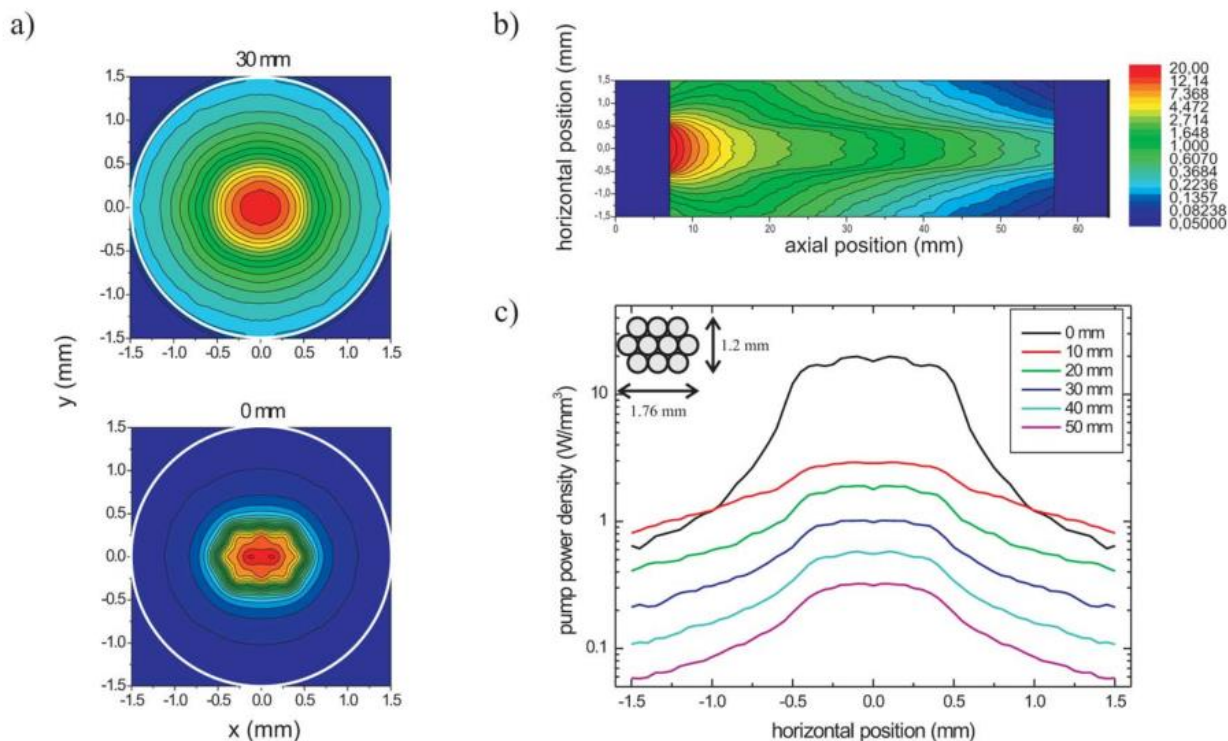 a)
30 mm
1.5
1.0
0.5
0.0
-0.5
-1.0
-1.5
-1.5 -1.0 -0.5 0.0 0.5 1.0 1.5
y (mm)
0 mm
1.5
1.0
0.5
0.0
-0.5
-1.0
-1.5
-1.5 -1.0 -0.5 0.0 0.5 1.0 1.5
x (mm)
b)
horizontal position (mm)
1,5
1,0
0,5
0,0
-0,5
-1,0
-1,5
0 10 20 30 40 50 60
axial position (mm)
20,00
12,14
7,368
4,472
2,714
1,648
1,000
0,6070
0,3684
0,2236
0,1357
0,08238
0,05000
c)
pump power density (W/mm³)
10
1
0.1
1.2 mm
1.76 mm
0 mm
10 mm
20 mm
30 mm
40 mm
50 mm
-1.5 -1.0 -0.5 0.0 0.5 1.0 1.5
horizontal position (mm)